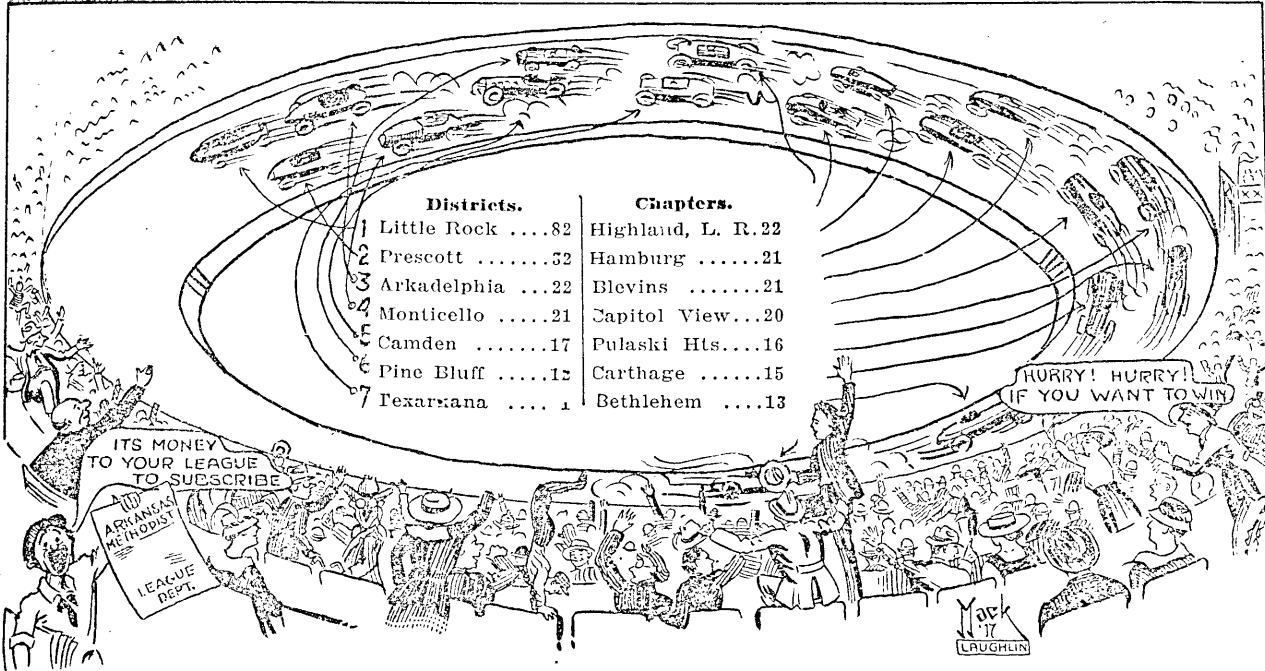 Districts.
1 Little Rock ....82
2 Prescott .......32
3 Arkadelphia ...22
4 Monticello .....21
5 Camden .......17
6 Pine Bluff .....12
7 Texarkana ....
Chapters.
Highland, L. R. 22
Hamburg ......21
Blevins .......21
Capitol View...20
Pulaski Hts....16
Carthage ......15
Bethlehem ....13
HURRY! HURRY!
IF YOU WANT TO WIN
ITS MONEY
TO YOUR LEAGUE
TO SUBSCRIBE
ARKANSAS
METHODIST
LEAGUE
DEPT.
XX
Mack
'17
LAUGHLIN